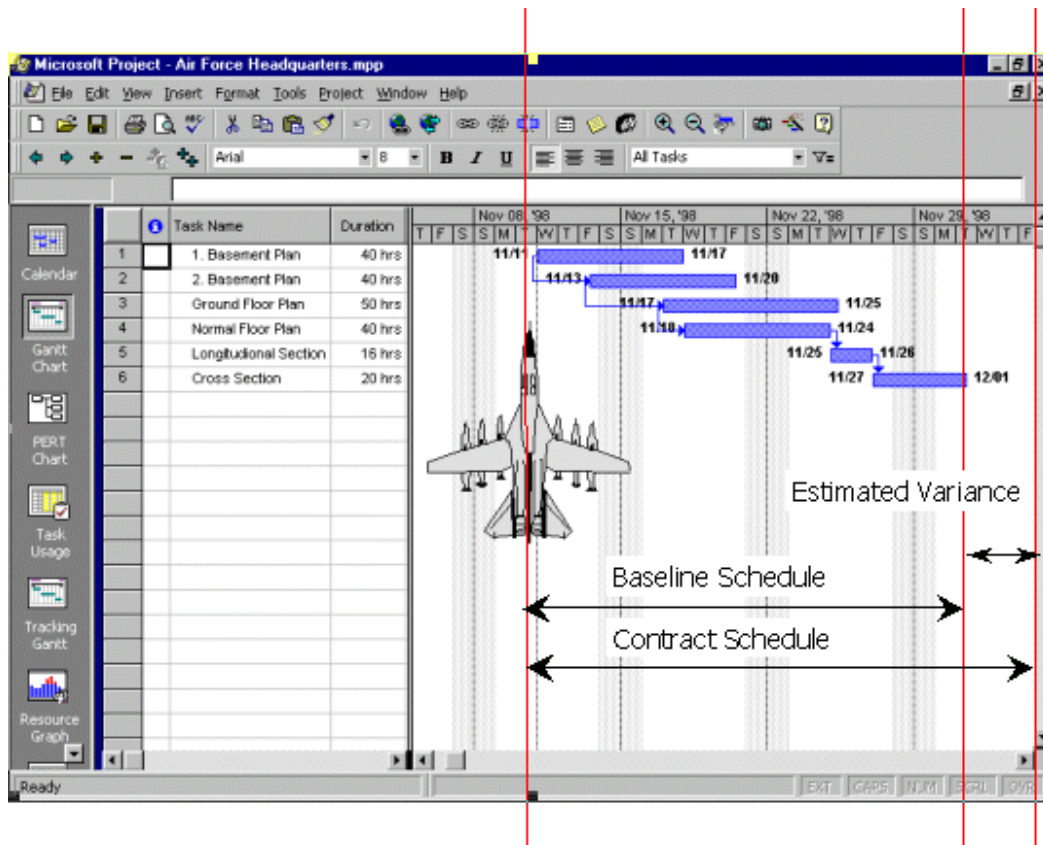 Microsoft Project - Air Force Headquarters.mpp
File Edit View Insert Format Tools Project Window Help
Arial 8 B I U All Tasks
Task Name Duration
Nov 08, '98 Nov 15, '98 Nov 22, '98 Nov 29, '98
T F S S M T W T F S S M T W T F S S M T W T F S S M T W T F
1 1. Basement Plan 40 hrs 11/11 11/17
2 2. Basement Plan 40 hrs 11/13 11/20
3 Ground Floor Plan 50 hrs 11/17 11/25
4 Normal Floor Plan 40 hrs 11/18 11/24
5 Longitudional Section 16 hrs 11/25 11/26
6 Cross Section 20 hrs 11/27 12/01
Calendar
Gantt
Chart
PERT
Chart
Task
Usage
Tracking
Gantt
Resource
Graph
Estimated Variance
Baseline Schedule
Contract Schedule
Ready EXT CAPS NUM SCRL OVR